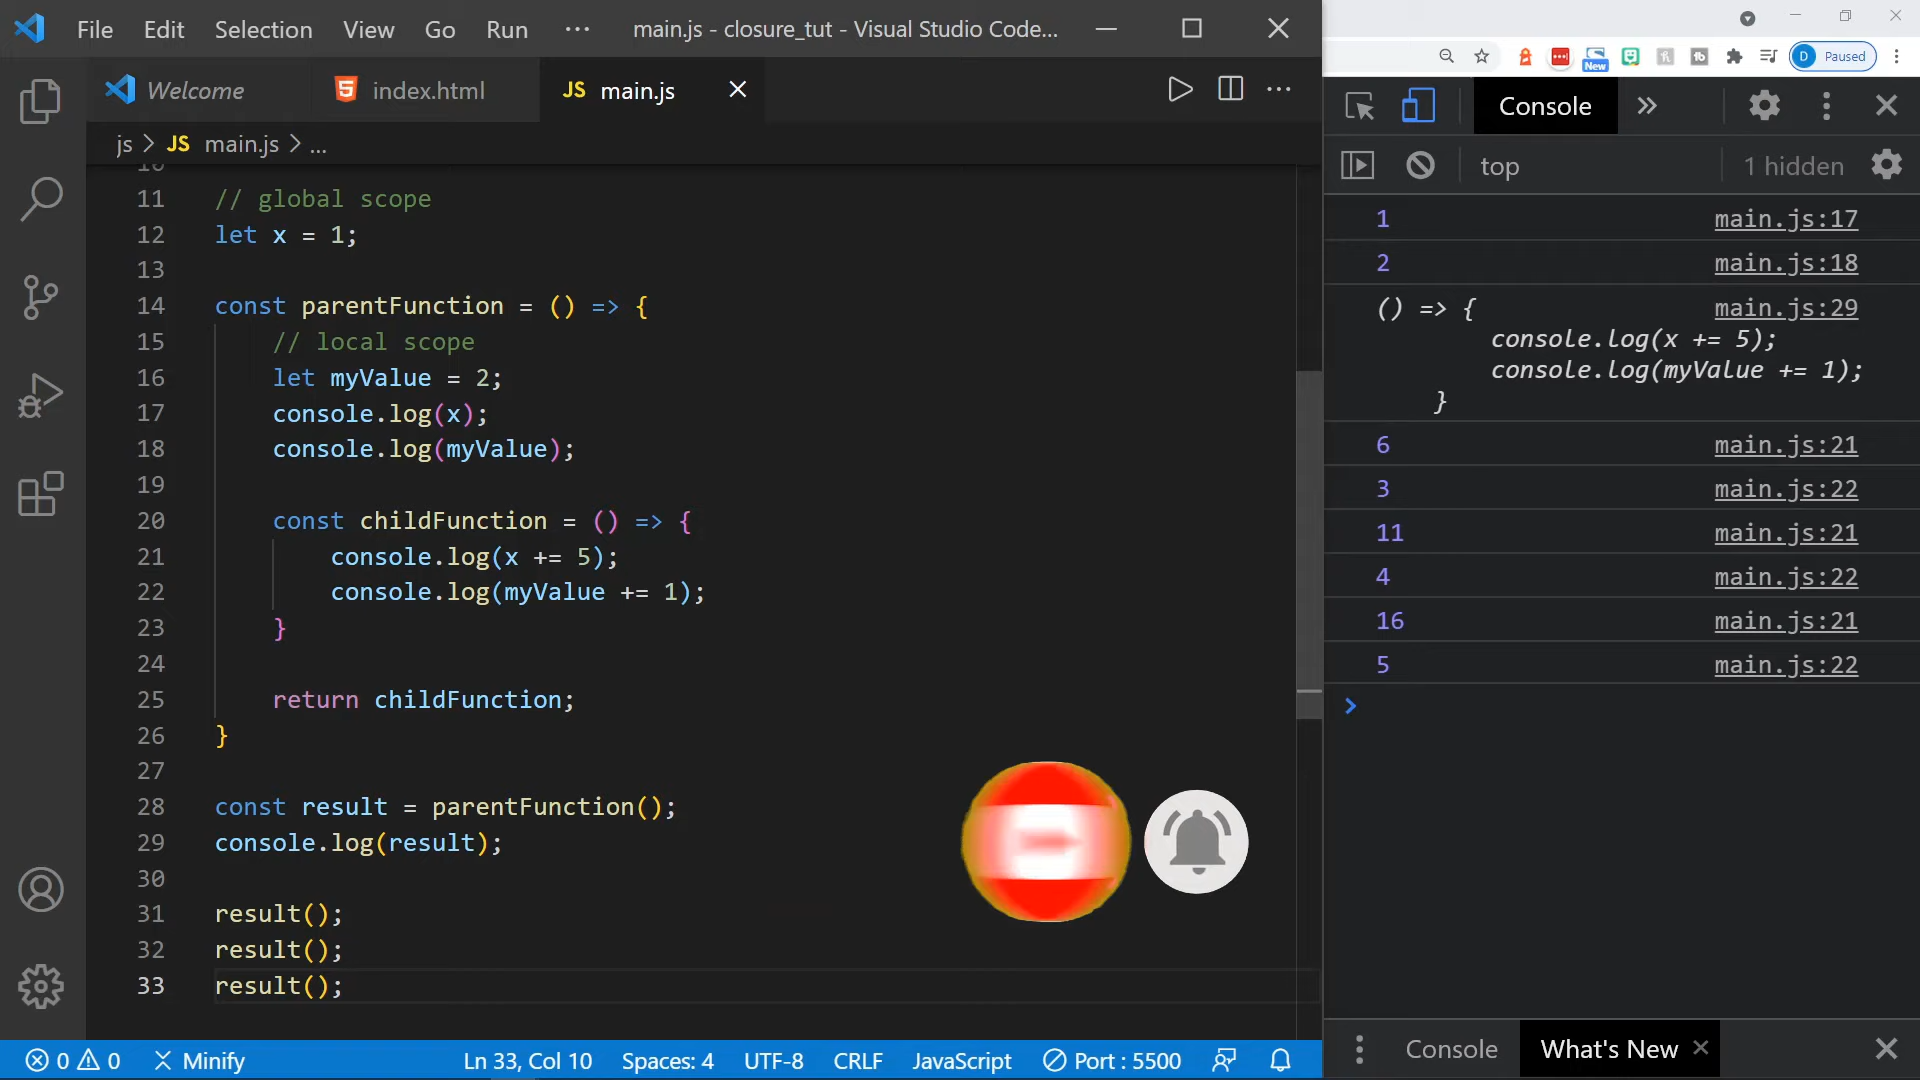 File Edit Selection View Go Run ··· main.js - closure_tut - Visual Studio Code...
Paused
New
D
Welcome index.html JS main.js
js > JS main.js > ...
Console
top 1 hidden
10
11 // global scope
12 let x = 1;
13
14 const parentFunction = () => {
15 // local scope
16 let myValue = 2;
17 console.log(x);
18 console.log(myValue);
19
20 const childFunction = () => {
21 console.log(x += 5);
22 console.log(myValue += 1);
23 }
24
25 return childFunction;
26 }
27
28 const result = parentFunction();
29 console.log(result);
30
31 result();
32 result();
33 result();
1 main.js:17
2 main.js:18
() => { main.js:29
console.log(x += 5);
console.log(myValue += 1);
}
6 main.js:21
3 main.js:22
11 main.js:21
4 main.js:22
16 main.js:21
5 main.js:22
>
Console What's New
0 0 Minify Ln 33, Col 10 Spaces: 4 UTF-8 CRLF JavaScript Port : 5500